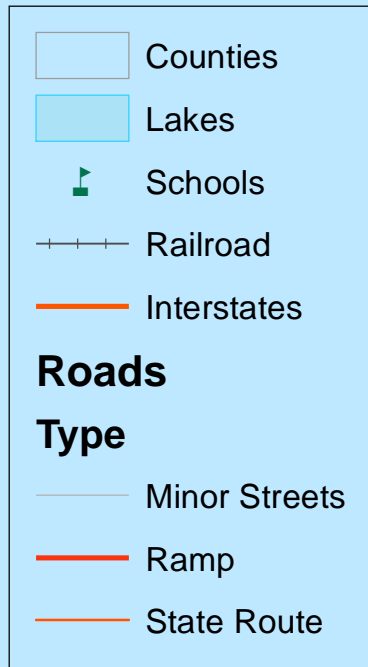 Counties
Lakes
Schools
Railroad
Interstates
Roads
Type
Minor Streets
Ramp
State Route